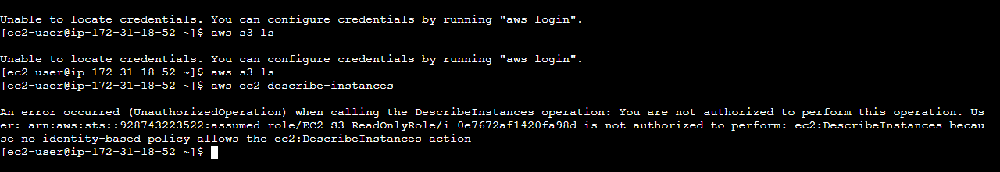 Unable to locate credentials. You can configure credentials by running "aws login".
[ec2-user@ip-172-31-18-52 ~]$ aws s3 ls
Unable to locate credentials. You can configure credentials by running "aws login".
[ec2-user@ip-172-31-18-52 ~]$ aws s3 ls
[ec2-user@ip-172-31-18-52 ~]$ aws ec2 describe-instances
An error occurred (UnauthorizedOperation) when calling the DescribeInstances operation: You are not authorized to perform this operation. Us
er: arn:aws:sts::928743223522:assumed-role/EC2-S3-ReadOnlyRole/i-0e7672af1420fa98d is not authorized to perform: ec2:DescribeInstances becau
se no identity-based policy allows the ec2:DescribeInstances action
[ec2-user@ip-172-31-18-52 ~]$